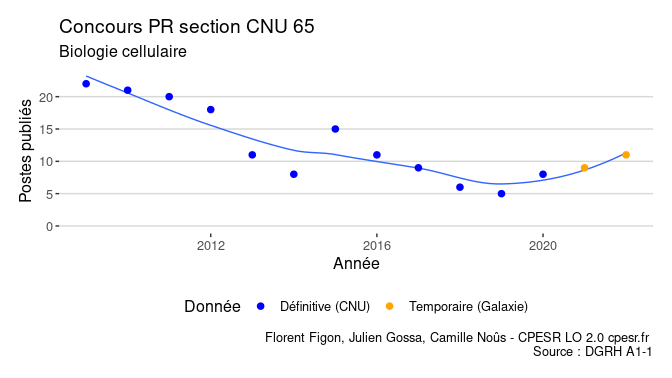 Concours PR section CNU 65
Biologie cellulaire
Postes publiés
20
15
10
5
0
2012
2016
2020
Année
Donnée
Définitive (CNU)
Temporaire (Galaxie)
Florent Figon, Julien Gossa, Camille Noûs - CPESR LO 2.0 cpesr.fr
Source : DGRH A1-1